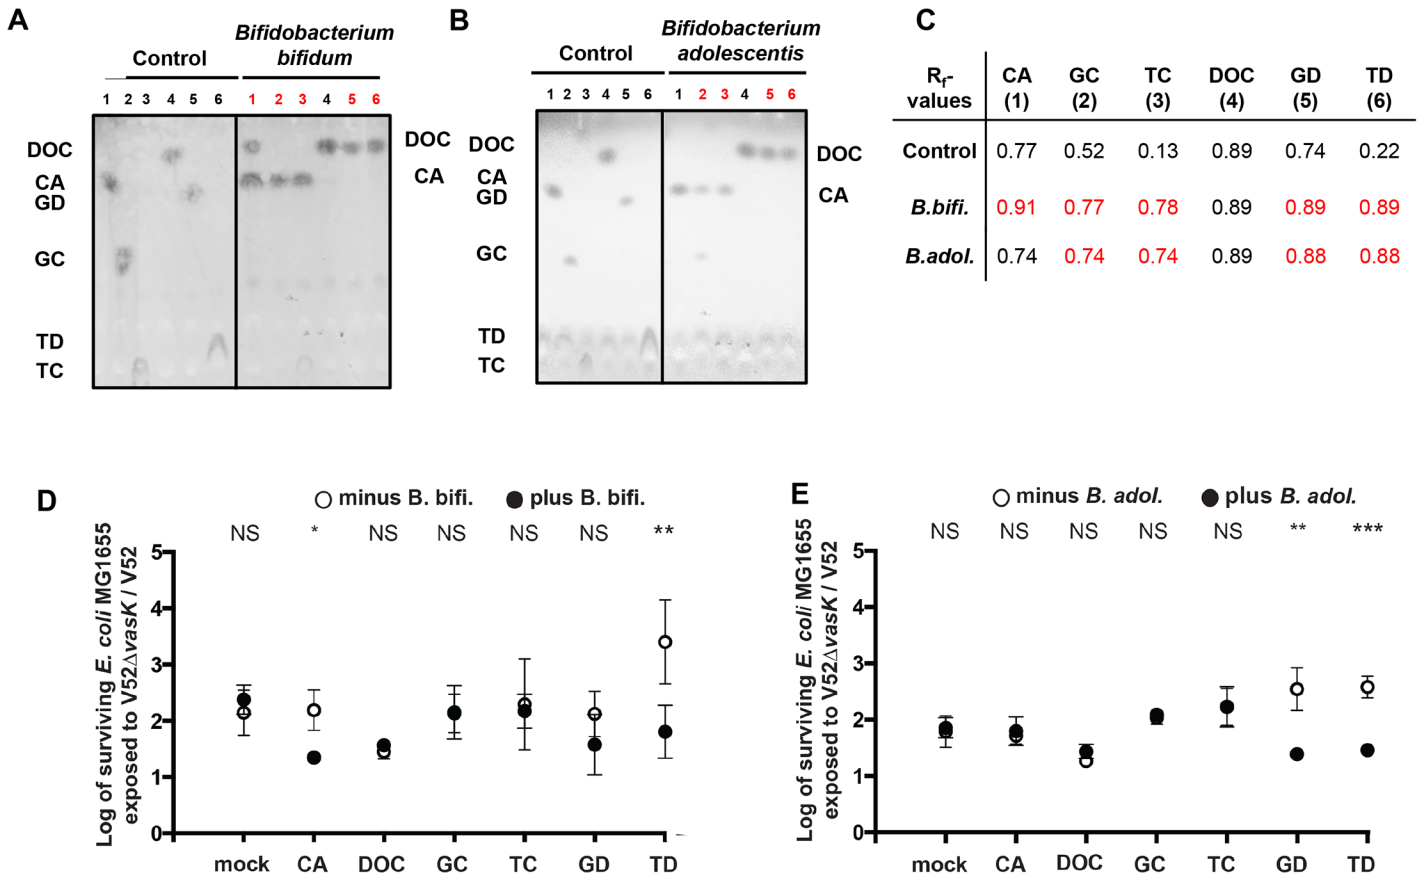 A
Control
Bifidobacterium
bifidum
1 2 3 4 5 6 1 2 3 4 5 6
DOC
CA
GD
GC
TD
TC
DOC
CA
B
Control
Bifidobacterium
adolescentis
1 2 3 4 5 6 1 2 3 4 5 6
DOC
CA
GD
GC
TD
TC
DOC
CA
C
Rf- CA GC TC DOC GD TD
values (1) (2) (3) (4) (5) (6)
Control 0.77 0.52 0.13 0.89 0.74 0.22
B.bifi. 0.91 0.77 0.78 0.89 0.89 0.89
B.adol. 0.74 0.74 0.74 0.89 0.88 0.88
D
minus B. bifi. plus B. bifi.
NS * NS NS NS NS **
Log of surviving E. coli MG1655
exposed to V52ΔvasK / V52
5
4
3
2
1
0
mock CA DOC GC TC GD TD
E
minus B. adol. plus B. adol.
NS NS NS NS NS ** ***
Log of surviving E. coli MG1655
exposed to V52ΔvasK / V52
5
4
3
2
1
0
mock CA DOC GC TC GD TD